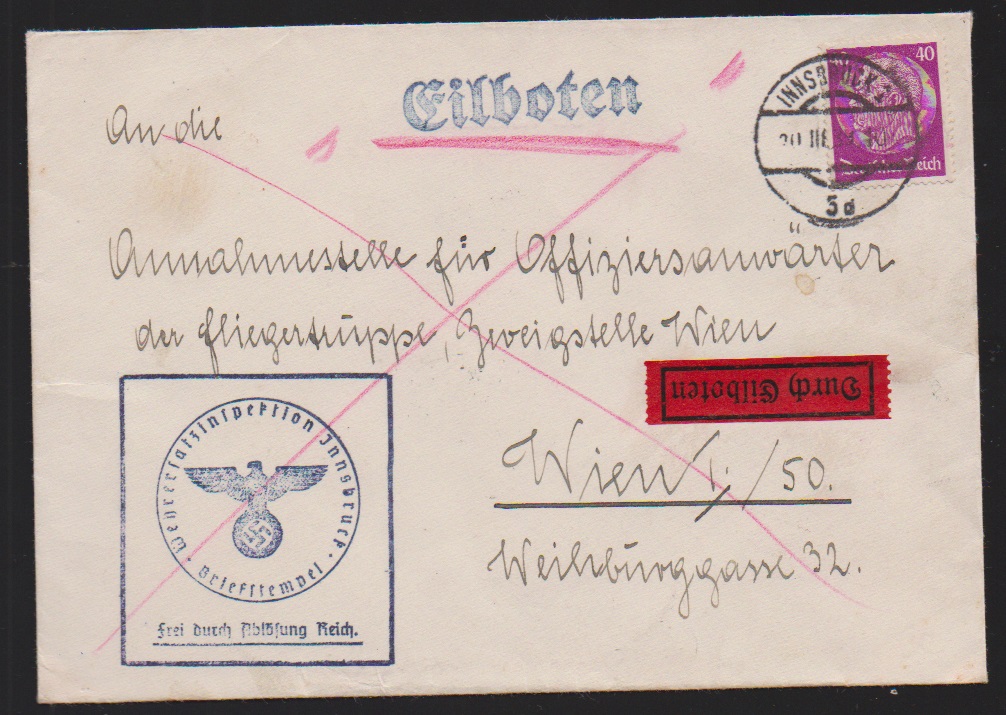 Eilboten
40
Deutsches Reich
INNSBRUCK
5d
An die
Annahmestelle für Offiziersanwärter
der Fliegertruppe, Zweigstelle Wien
Durch Eilboten
Wien I./50.
Weihburggasse 32.
Wehrersatzinspektion Innsbruck
Briefstempel
Frei durch Ablösung Reich.